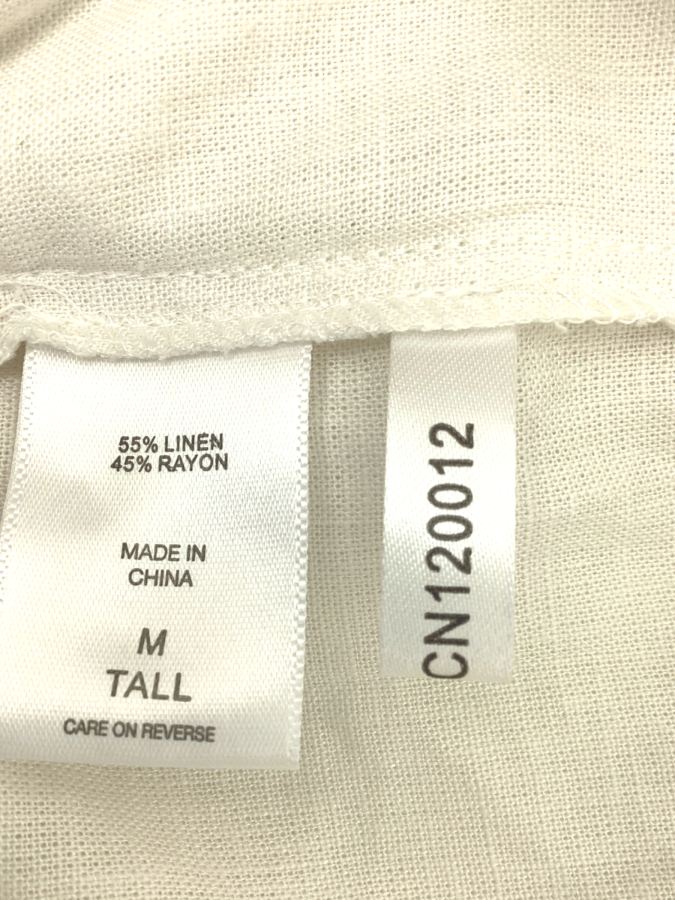 55% LINEN
45% RAYON
MADE IN
CHINA
M
TALL
CARE ON REVERSE
CN120012